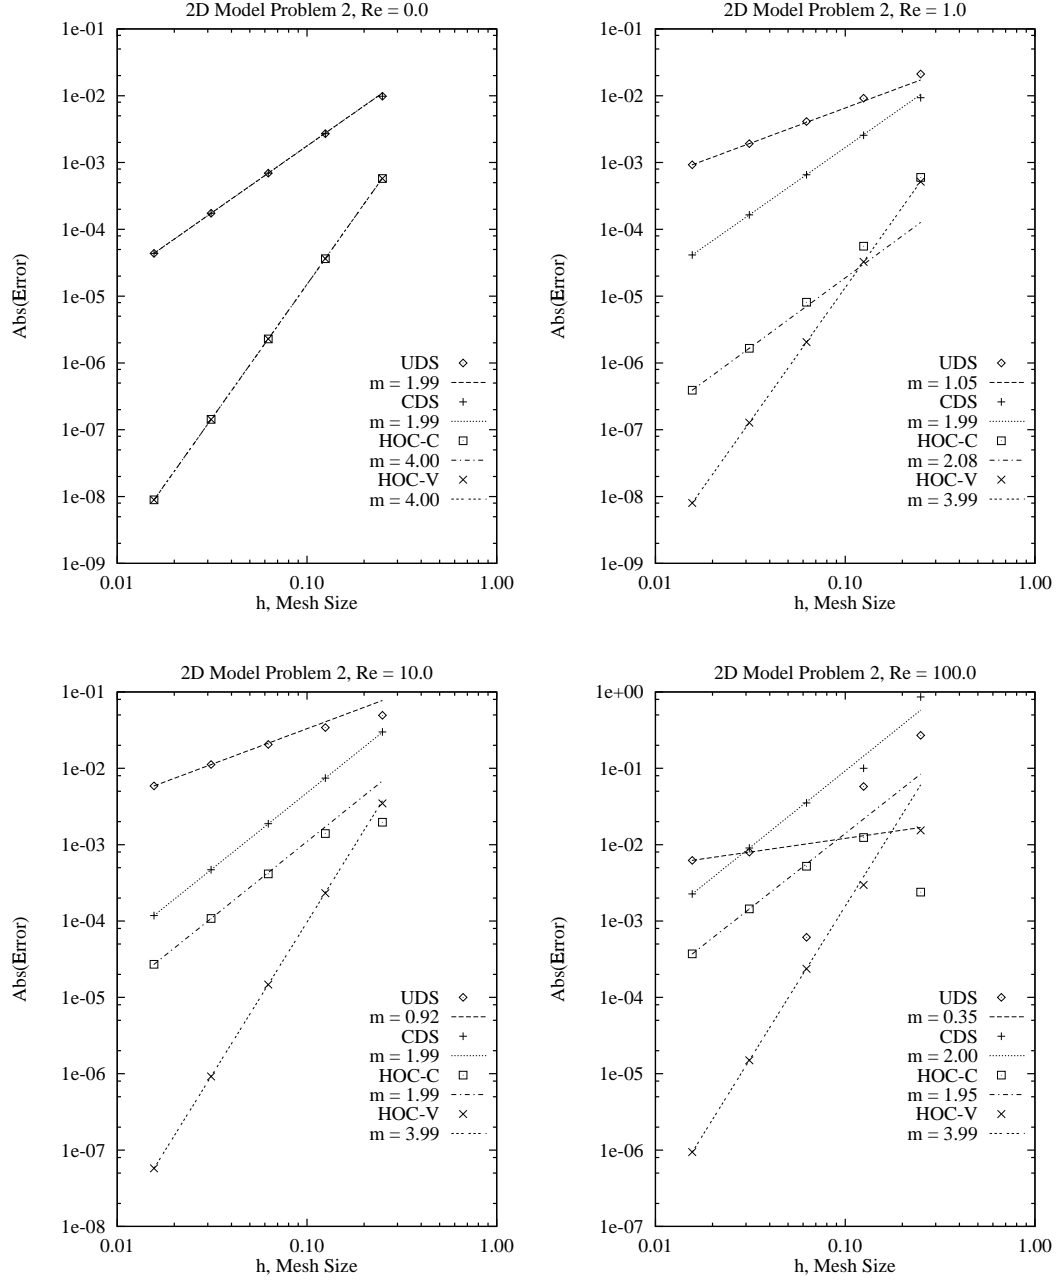 2D Model Problem 2, Re = 0.0
1e-01
1e-02
1e-03
1e-04
1e-05
1e-06
1e-07
1e-08
1e-09
Abs(Error)
UDS
m = 1.99
CDS
m = 1.99
HOC-C
m = 4.00
HOC-V
m = 4.00
0.01
0.10
1.00
h, Mesh Size
2D Model Problem 2, Re = 1.0
1e-01
1e-02
1e-03
1e-04
1e-05
1e-06
1e-07
1e-08
1e-09
Abs(Error)
UDS
m = 1.05
CDS
m = 1.99
HOC-C
m = 2.08
HOC-V
m = 3.99
0.01
0.10
1.00
h, Mesh Size
2D Model Problem 2, Re = 10.0
1e-01
1e-02
1e-03
1e-04
1e-05
1e-06
1e-07
1e-08
Abs(Error)
UDS
m = 0.92
CDS
m = 1.99
HOC-C
m = 1.99
HOC-V
m = 3.99
0.01
0.10
1.00
h, Mesh Size
2D Model Problem 2, Re = 100.0
1e+00
1e-01
1e-02
1e-03
1e-04
1e-05
1e-06
1e-07
Abs(Error)
UDS
m = 0.35
CDS
m = 2.00
HOC-C
m = 1.95
HOC-V
m = 3.99
0.01
0.10
1.00
h, Mesh Size